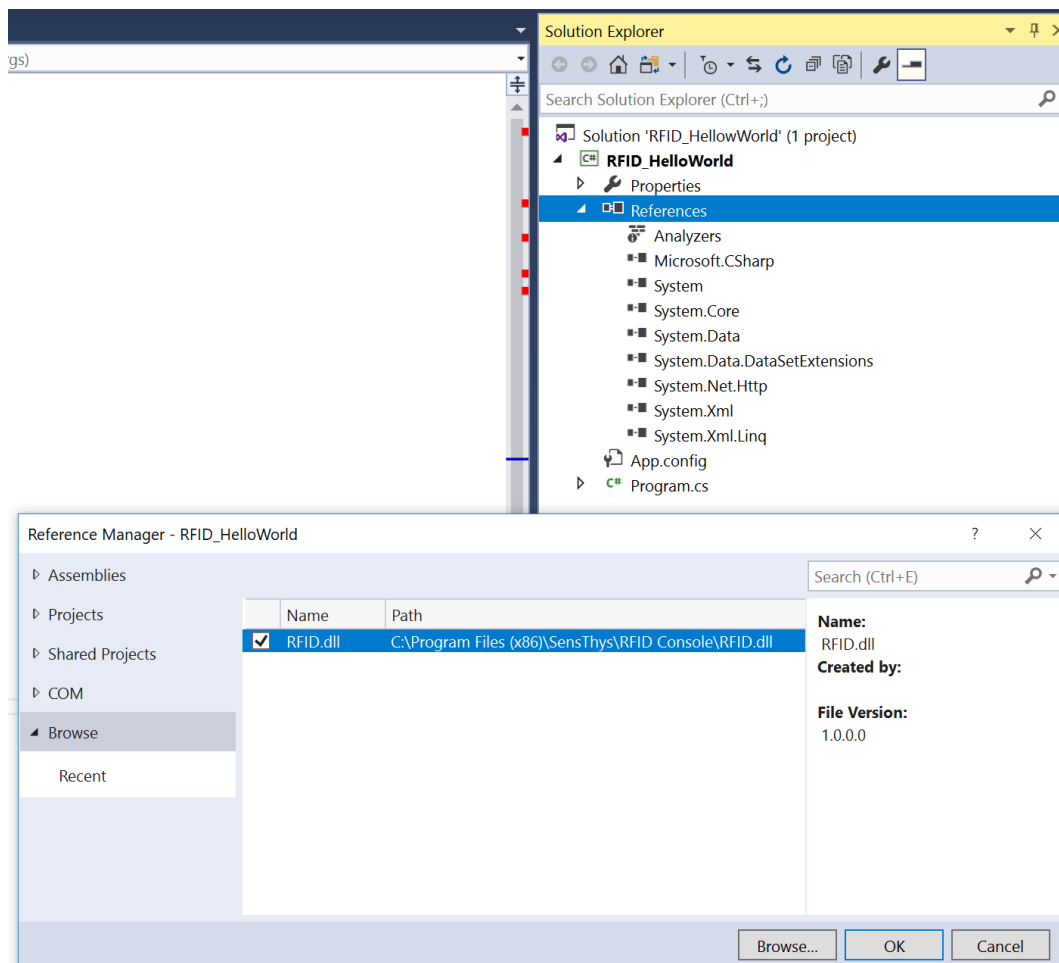 Solution Explorer
gs)
Search Solution Explorer (Ctrl+;)
Solution 'RFID_HellowWorld' (1 project)
C# RFID_HelloWorld
Properties
References
Analyzers
Microsoft.CSharp
System
System.Core
System.Data
System.Data.DataSetExtensions
System.Net.Http
System.Xml
System.Xml.Linq
App.config
C# Program.cs
Reference Manager - RFID_HelloWorld
?
Assemblies
Projects
Shared Projects
COM
Browse
Recent
Name Path
RFID.dll C:\Program Files (x86)\SensThys\RFID Console\RFID.dll
Search (Ctrl+E)
Name:
RFID.dll
Created by:
File Version:
1.0.0.0
Browse... OK Cancel